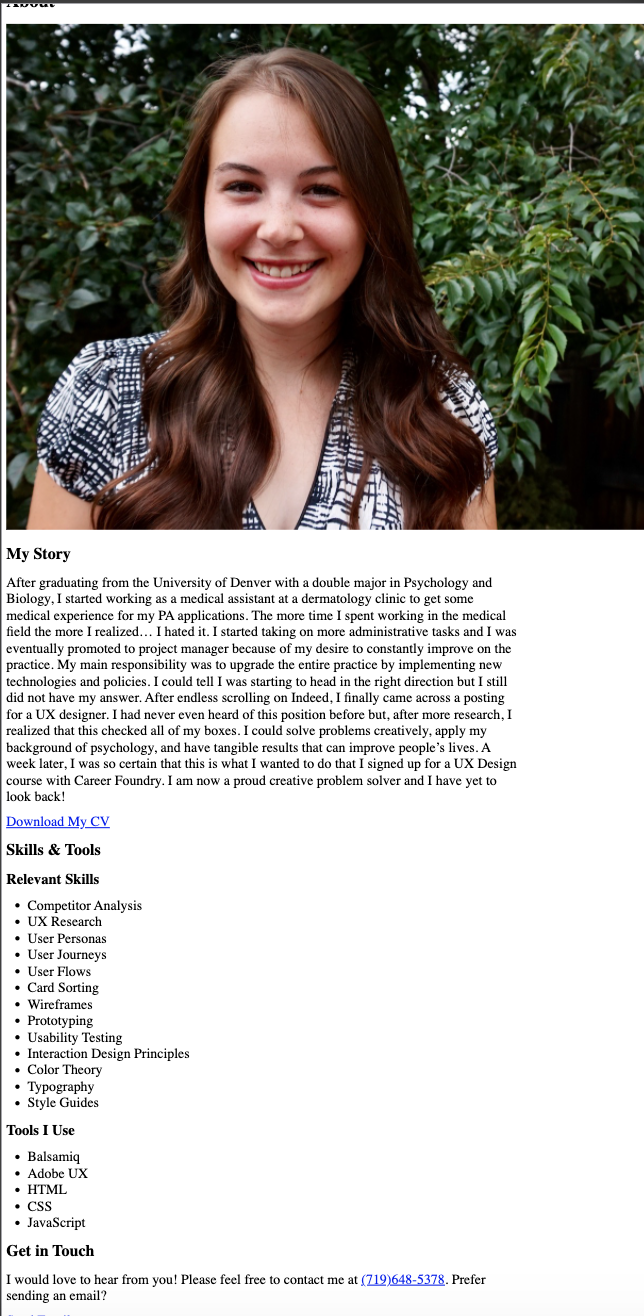 About
My Story
After graduating from the University of Denver with a double major in Psychology and
Biology, I started working as a medical assistant at a dermatology clinic to get some
medical experience for my PA applications. The more time I spent working in the medical
field the more I realized… I hated it. I started taking on more administrative tasks and I was
eventually promoted to project manager because of my desire to constantly improve on the
practice. My main responsibility was to upgrade the entire practice by implementing new
technologies and policies. I could tell I was starting to head in the right direction but I still
did not have my answer. After endless scrolling on Indeed, I finally came across a posting
for a UX designer. I had never even heard of this position before but, after more research, I
realized that this checked all of my boxes. I could solve problems creatively, apply my
background of psychology, and have tangible results that can improve people’s lives. A
week later, I was so certain that this is what I wanted to do that I signed up for a UX Design
course with Career Foundry. I am now a proud creative problem solver and I have yet to
look back!
Download My CV
Skills & Tools
Relevant Skills
• Competitor Analysis
• UX Research
• User Personas
• User Journeys
• User Flows
• Card Sorting
• Wireframes
• Prototyping
• Usability Testing
• Interaction Design Principles
• Color Theory
• Typography
• Style Guides
Tools I Use
• Balsamiq
• Adobe UX
• HTML
• CSS
• JavaScript
Get in Touch
I would love to hear from you! Please feel free to contact me at (719)648-5378. Prefer
sending an email?